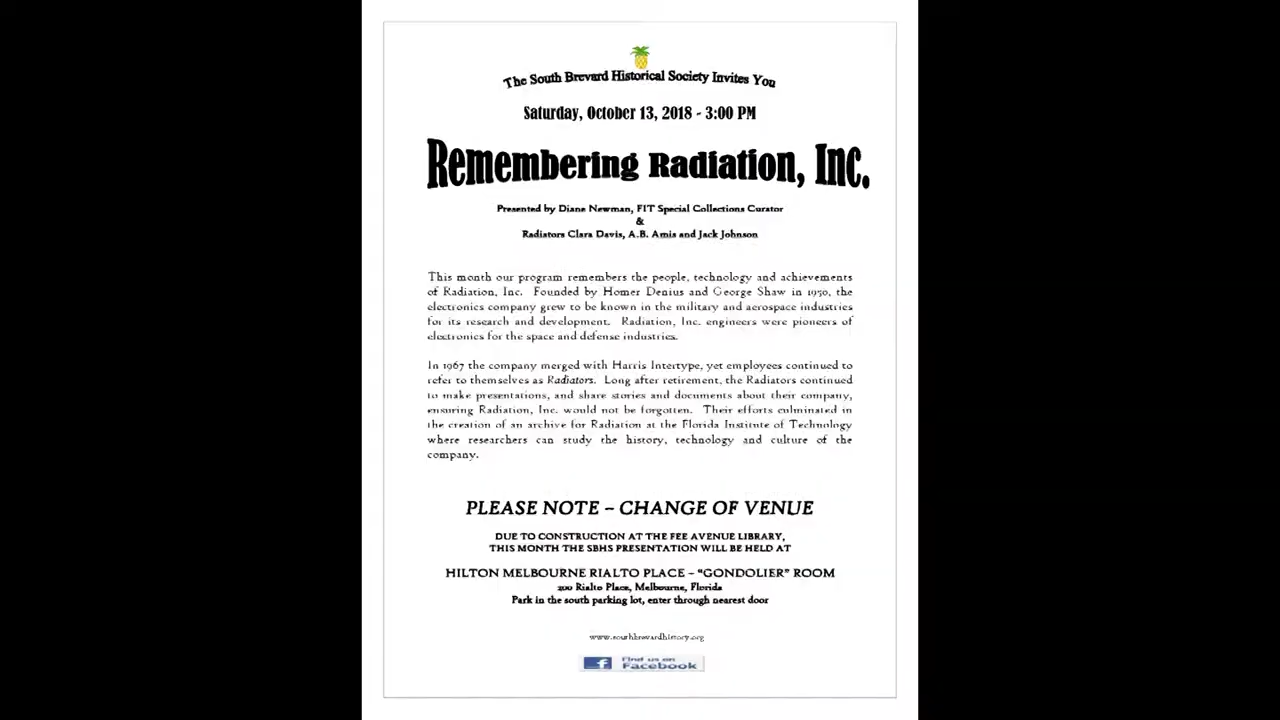 The South Brevard Historical Society Invites You
Saturday, October 13, 2018 - 3:00 PM
Remembering Radiation, Inc.
Presented by Diane Newman, FIT Special Collections Curator
&
Radiators Clara Davis, A.B. Amis and Jack Johnson
This month our program remembers the people, technology and achievements
of Radiation, Inc. Founded by Homer Denius and George Shaw in 1950, the
electronics company grew to be known in the military and aerospace industries
for its research and development. Radiation, Inc. engineers were pioneers of
electronics for the space and defense industries.
In 1967 the company merged with Harris Intertype, yet employees continued to
refer to themselves as Radiators. Long after retirement, the Radiators continued
to make presentations, and share stories and documents about their company,
ensuring Radiation, Inc. would not be forgotten. Their efforts culminated in
the creation of an archive for Radiation at the Florida Institute of Technology
where researchers can study the history, technology and culture of the
company.
PLEASE NOTE – CHANGE OF VENUE
DUE TO CONSTRUCTION AT THE FEE AVENUE LIBRARY,
THIS MONTH THE SBHS PRESENTATION WILL BE HELD AT
HILTON MELBOURNE RIALTO PLACE – “GONDOLIER” ROOM
200 Rialto Place, Melbourne, Florida
Park in the south parking lot, enter through nearest door
www.southbrevardhistory.org
f Find us on
Facebook